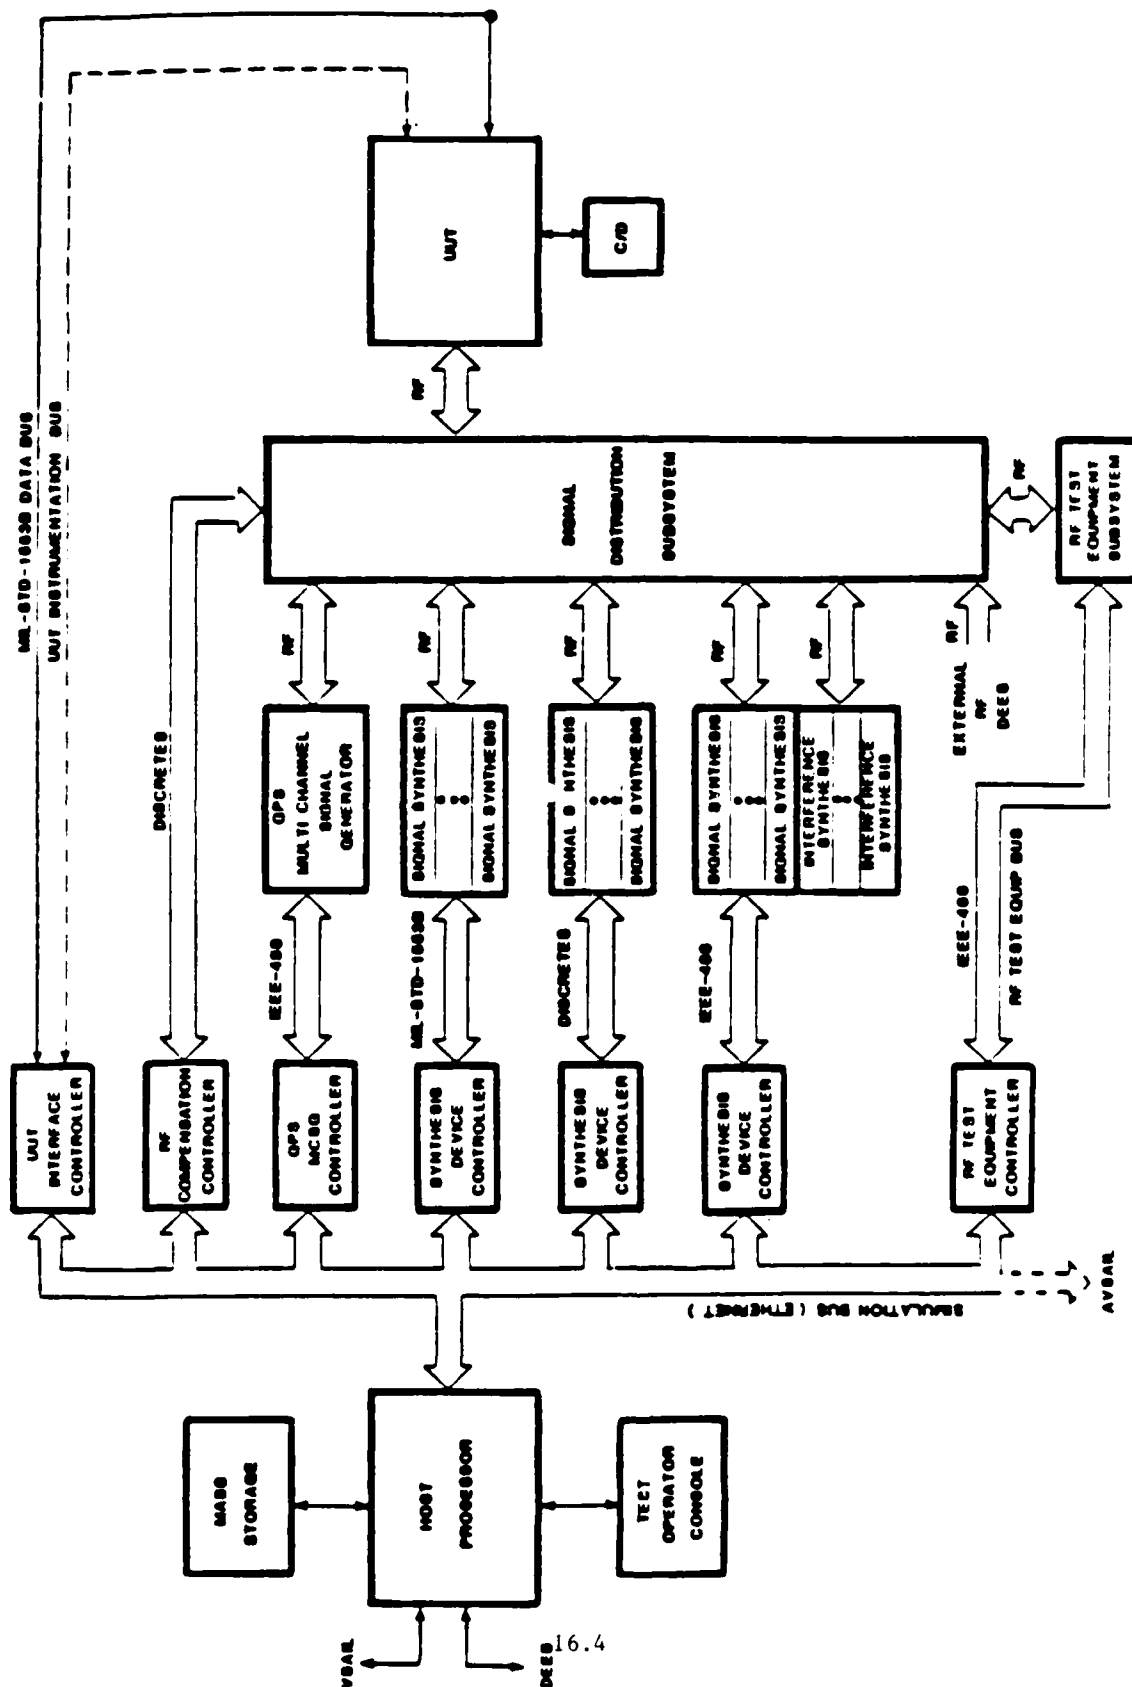 MIL-STD-1553B DATA BUS
UUT INSTRUMENTATION BUS
UUT
INTERFACE
CONTROLLER
DISCRETES
RF
COMPENSATION
CONTROLLER
GPS
MCSG
CONTROLLER
IEEE-488
GPS
MULTI CHANNEL
SIGNAL
GENERATOR
RF
SYNTHESIS
DEVICE
CONTROLLER
MIL-STD-1553B
SIGNAL SYNTHESIS
SIGNAL SYNTHESIS
RF
SYNTHESIS
DEVICE
CONTROLLER
DISCRETES
SIGNAL S NTHESIS
SIGNAL SYNTHESIS
RF
SYNTHESIS
DEVICE
CONTROLLER
IEEE-488
SIGNAL SYNTHESIS
SIGNAL SYNTHESIS
INTERFERENCE
SYNTHESIS
INTERFERENCE
SYNTHESIS
RF
RF
EXTERNAL RF
RF
DEES
RF TEST
EQUIPMENT
CONTROLLER
IEEE-488
RF TEST EQUIP BUS
RF TEST
EQUIPMENT
SUBSYSTEM
RF
SIGNAL
DISTRIBUTION
SUBSYSTEM
RF
UUT
C/D
MASS
STORAGE
HOST
PROCESSOR
TEST
OPERATOR
CONSOLE
SIMULATION BUS (ETHERNET)
AVSAIL
AVSAIL
DEES
16.4